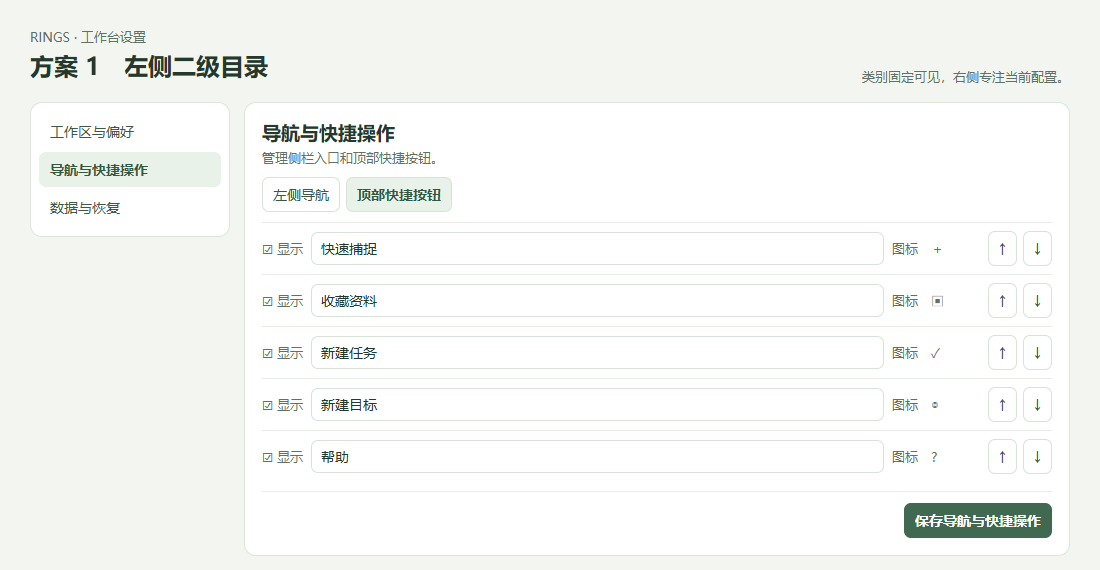 RINGS · 工作台设置
方案 1 左侧二级目录
类别固定可见，右侧专注当前配置。
工作区与偏好
导航与快捷操作
数据与恢复
导航与快捷操作
管理侧栏入口和顶部快捷按钮。
左侧导航 顶部快捷按钮
☑ 显示 快速捕捉 图标 + ↑ ↓
☑ 显示 收藏资料 图标 ▣ ↑ ↓
☑ 显示 新建任务 图标 ✓ ↑ ↓
☑ 显示 新建目标 图标 ◎ ↑ ↓
☑ 显示 帮助 图标 ? ↑ ↓
保存导航与快捷操作